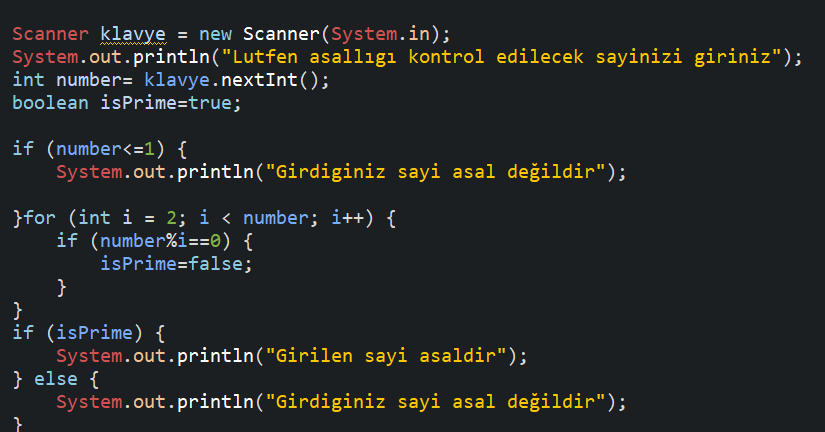 Scanner klavye = new Scanner(System.in);
System.out.println("Lutfen asallıgı kontrol edilecek sayinizi giriniz");
int number= klavye.nextInt();
boolean isPrime=true;
if (number<=1) {
System.out.println("Girdiginiz sayi asal değildir");
}for (int i = 2; i < number; i++) {
if (number%i==0) {
isPrime=false;
}
}
if (isPrime) {
System.out.println("Girilen sayi asaldir");
} else {
System.out.println("Girdiginiz sayi asal değildir");
}